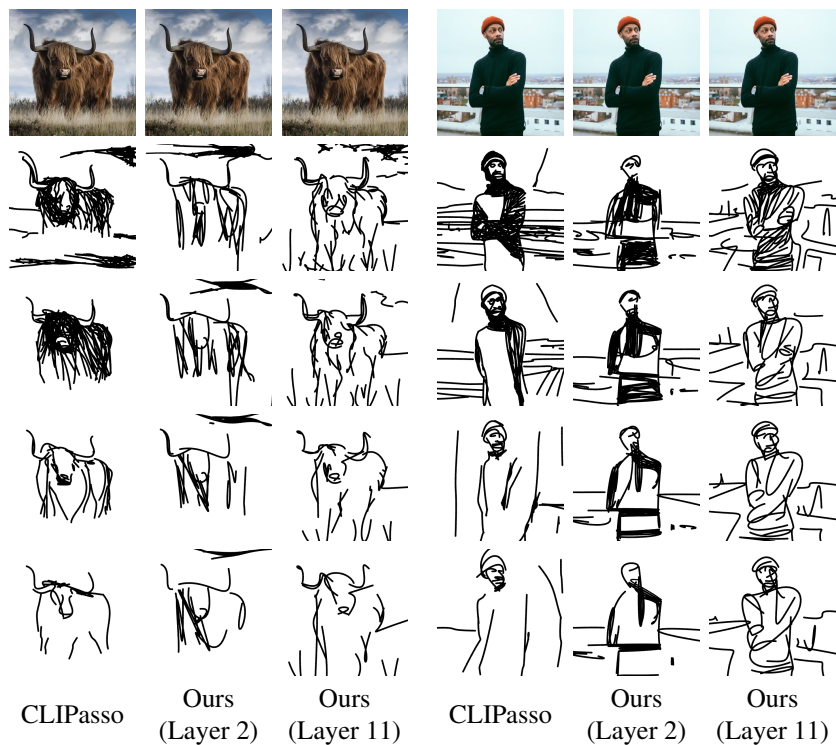 CLIPasso
Ours
(Layer 2)
Ours
(Layer 11)
CLIPasso
Ours
(Layer 2)
Ours
(Layer 11)